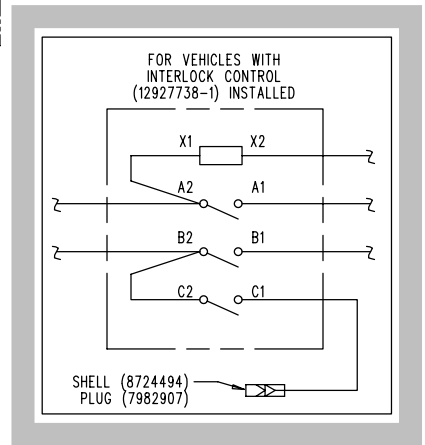 FOR VEHICLES WITH
INTERLOCK CONTROL
(12927738-1) INSTALLED
X1 X2
A2 A1
B2 B1
C2 C1
SHELL (8724494)
PLUG (7982907)